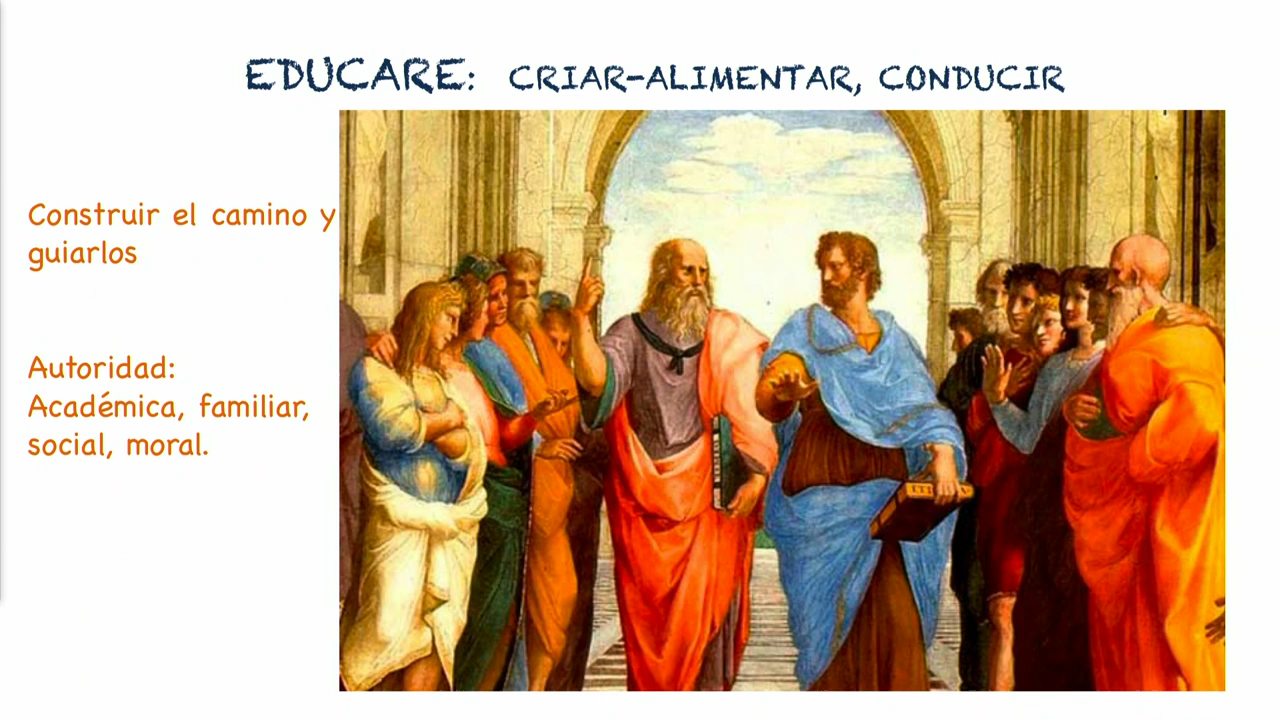 EDUCARE: CRIAR-ALIMENTAR, CONDUCIR
Construir el camino y
guiarlos
Autoridad:
Académica, familiar,
social, moral.